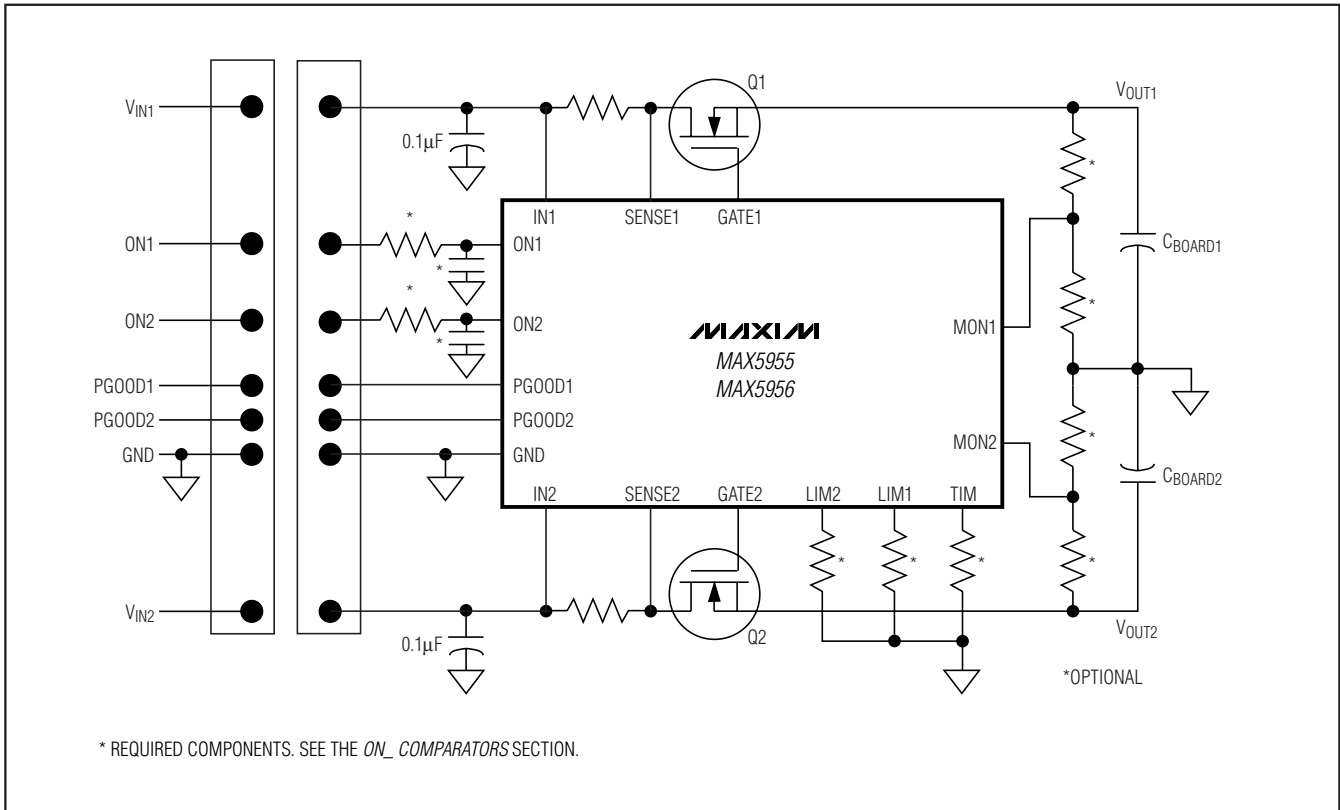 Q1
VIN1
VOUT1
0.1µF
*
IN1
SENSE1
GATE1
*
ON1
ON1
CBOARD1
*
*
*
ON2
ON2
MAXIM
MON1
*
MAX5955
MAX5956
PGOOD1
PGOOD1
PGOOD2
PGOOD2
*
MON2
GND
GND
CBOARD2
IN2
SENSE2
GATE2
LIM2
LIM1
TIM
*
*
*
*
VIN2
VOUT2
Q2
0.1µF
*OPTIONAL
* REQUIRED COMPONENTS. SEE THE ON_ COMPARATORS SECTION.